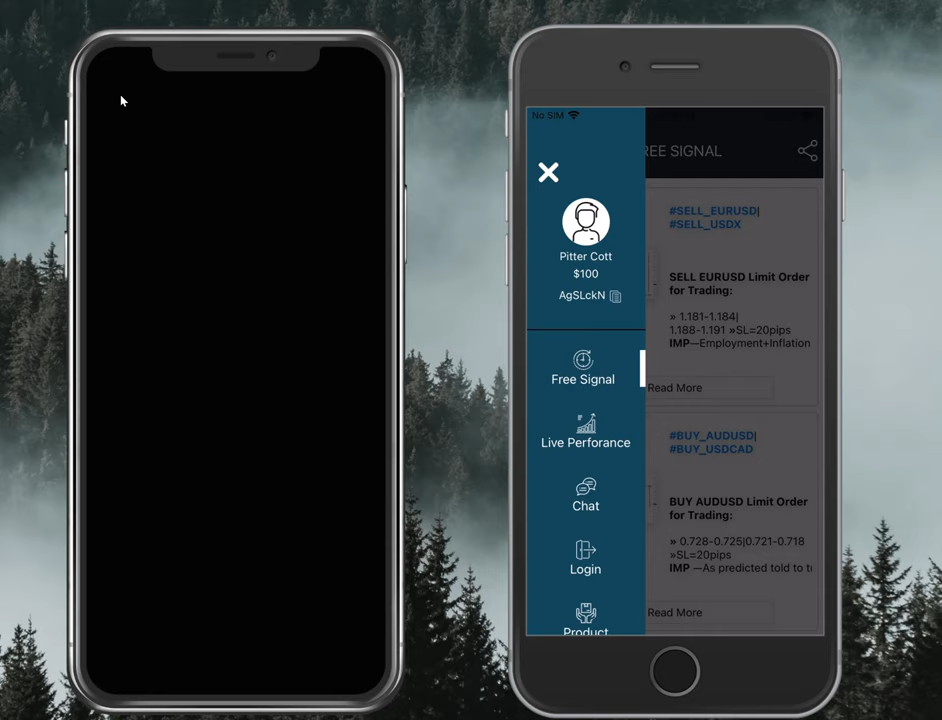 No SIM
REE SIGNAL
Pitter Cott
$100
AgSLckN
Free Signal
Live Perforance
Chat
Login
Product
#SELL_EURUSD|
#SELL_USDX
SELL EURUSD Limit Order
for Trading:
» 1.181-1.184|
1.188-1.191 »SL=20pips
IMP—Employment+Inflation
Read More
#BUY_AUDUSD|
#BUY_USDCAD
BUY AUDUSD Limit Order
for Trading:
» 0.728-0.725|0.721-0.718
»SL=20pips
IMP —As predicted told to t
Read More